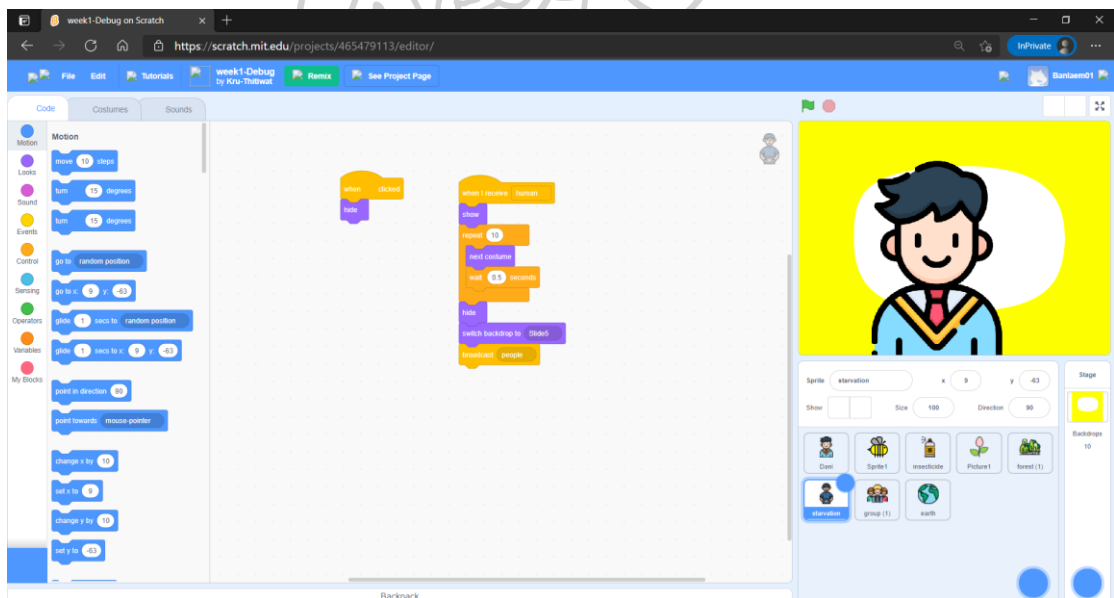 week1-Debug on Scratch
https://scratch.mit.edu/projects/465479113/editor/
InPrivate
File Edit Tutorials week1-Debug Remix See Project Page Banlaem01
by Kru-Thitiwat
Code Costumes Sounds
Motion
Looks
Sound
Events
Control
Sensing
Operators
Variables
My Blocks
Motion
move 10 steps
turn 15 degrees
turn 15 degrees
go to random position
go to x: 9 y: -63
glide 1 secs to random position
glide 1 secs to x: 9 y: -63
point in direction 90
point towards mouse-pointer
change x by 10
set x to 9
change y by 10
set y to -63
when clicked
hide
when I receive human
show
repeat 10
next costume
wait 0.5 seconds
hide
switch backdrop to Slide5
broadcast people
Sprite starvation x 9 y -63
Show Size 100 Direction 90
Dani Sprite1 insecticide Picture1 forest (1)
starvation group (1) earth
Stage
Backdrops
10
Backpack